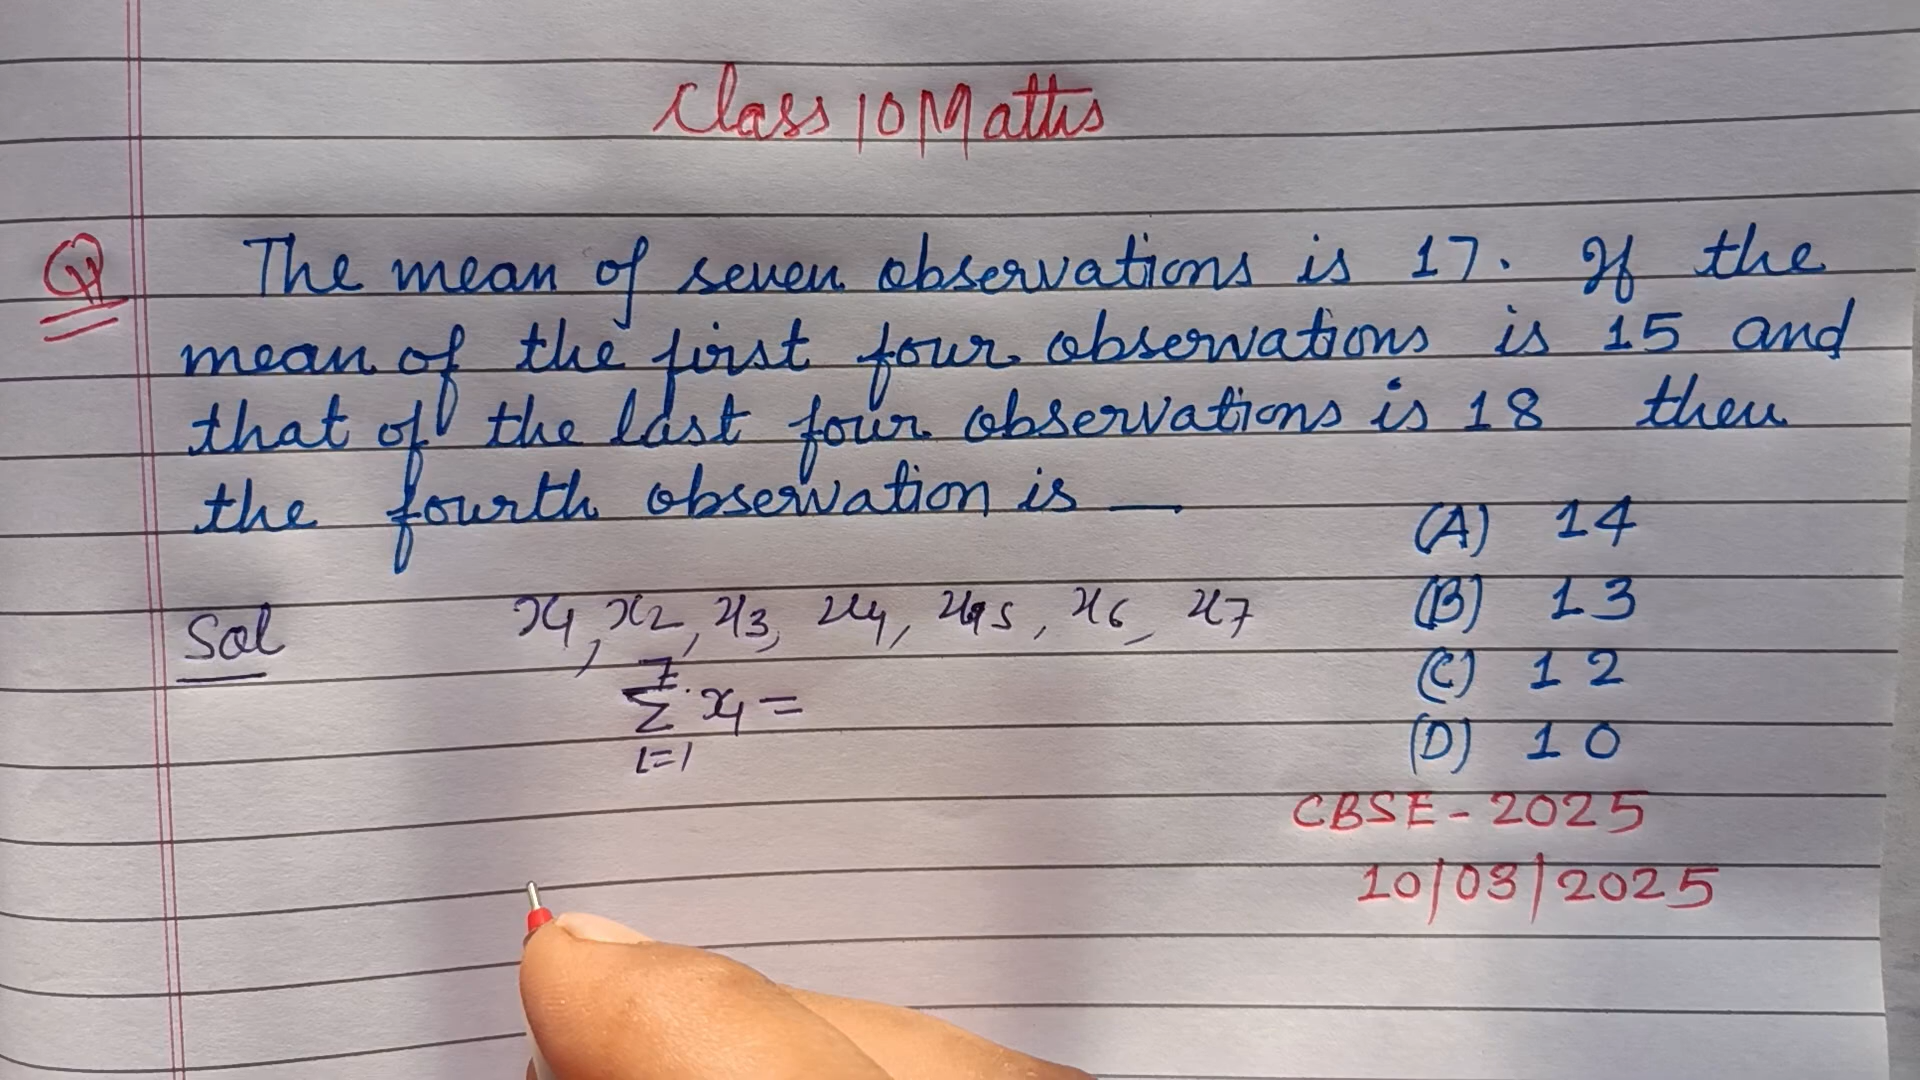 Class 10 Maths
Q The mean of seven observations is 17. If the
mean of the first four observations is 15 and
that of the last four observations is 18 then
the fourth observation is —.
(A) 14
Sol x1, x2, x3, x4, x5, x6, x7
(B) 13
7
Σ xi =
i=1
(C) 12
(D) 10
CBSE - 2025
10/03/2025